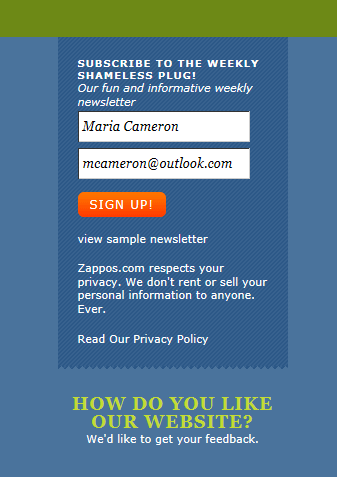 SUBSCRIBE TO THE WEEKLY
SHAMELESS PLUG!
Our fun and informative weekly
newsletter
Maria Cameron
mcameron@outlook.com
SIGN UP!
view sample newsletter
Zappos.com respects your
privacy. We don't rent or sell your
personal information to anyone.
Ever.
Read Our Privacy Policy
HOW DO YOU LIKE
OUR WEBSITE?
We'd like to get your feedback.